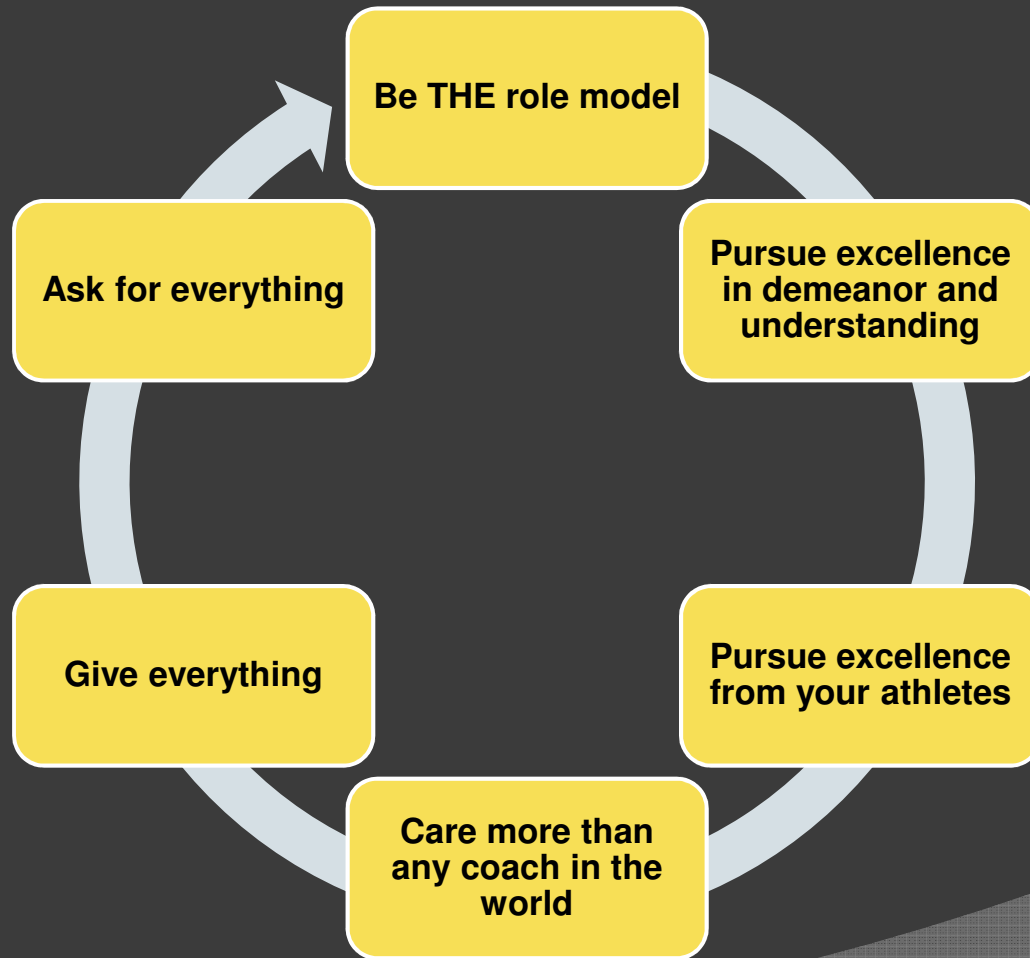 Be THE role model
Pursue excellence
in demeanor and
understanding
Pursue excellence
from your athletes
Care more than
any coach in the
world
Give everything
Ask for everything